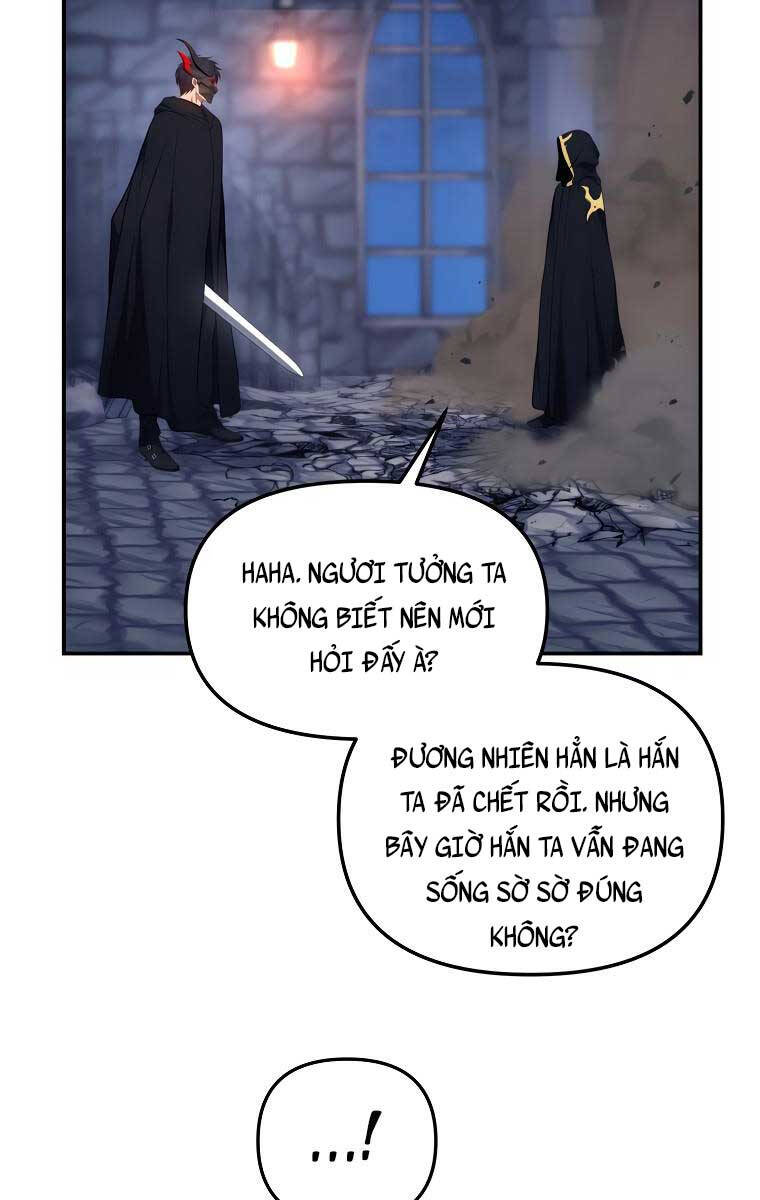 HAHA. NGƯƠI TƯỞNG TA
KHÔNG BIẾT NÊN MỚI
HỎI ĐẤY À?
ĐƯƠNG NHIÊN HẲN LÀ HẮN
TA ĐÃ CHẾT RỒI. NHƯNG
BÂY GIỜ HẮN TA VẪN ĐANG
SỐNG SỜ SỜ ĐÚNG
KHÔNG?
...!